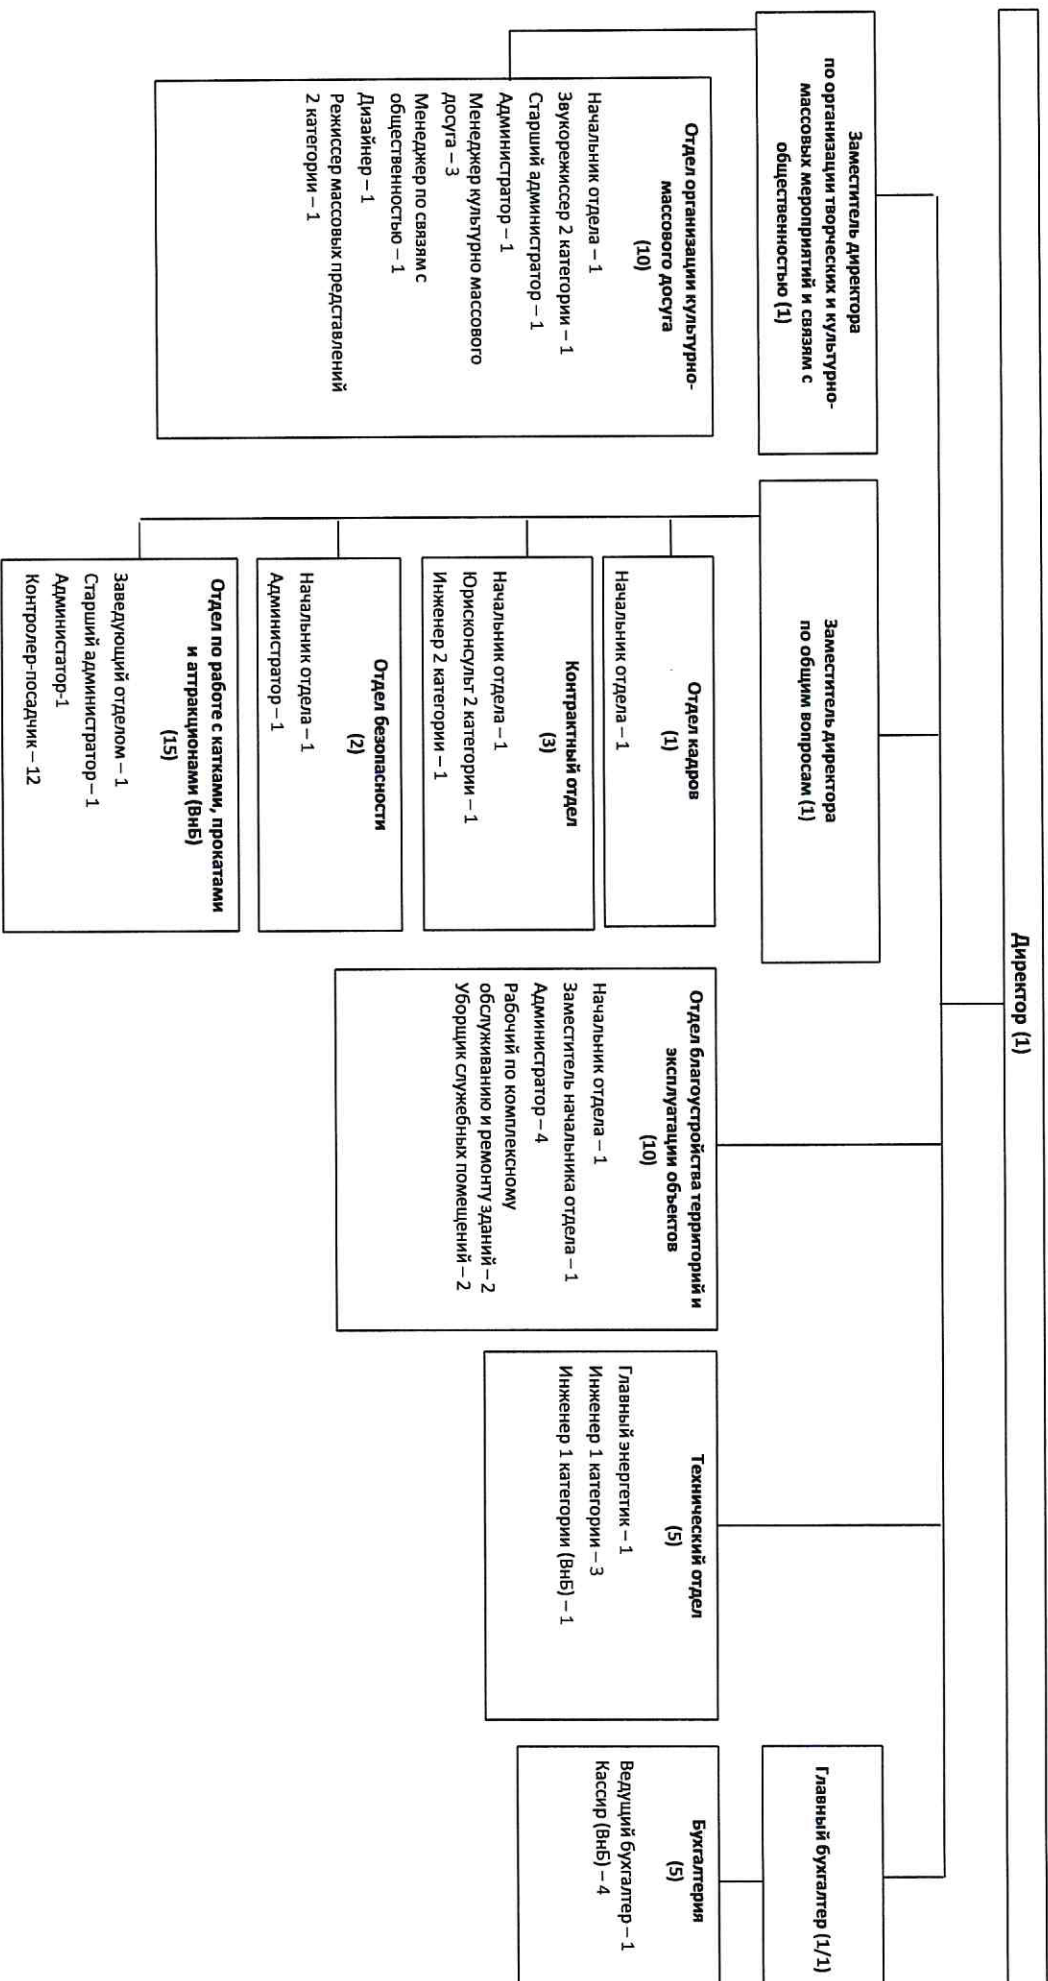 Директор (1)
Заместитель директора
по организации творческих и культурно-
массовых мероприятий и связям с
общественностью (1)
Отдел организации культурно-
массового досуга
(10)
Начальник отдела – 1
Звукорежиссер 2 категории – 1
Старший администратор – 1
Администратор – 1
Менеджер культурно массового
досуга – 3
Менеджер по связям с
общественностью – 1
Дизайнер – 1
Режиссер массовых представлений
2 категории – 1
Заместитель директора
по общим вопросам (1)
Отдел кадров
(1)
Начальник отдела – 1
Контрактный отдел
(3)
Начальник отдела – 1
Юрисконсульт 2 категории – 1
Инженер 2 категории – 1
Отдел безопасности
(2)
Начальник отдела – 1
Администратор – 1
Отдел по работе с катками, прокатами
и аттракционами (ВнБ)
(15)
Заведующий отделом – 1
Старший администратор – 1
Администатор-1
Контролер-посадчик – 12
Отдел благоустройства территорий и
эксплуатации объектов
(10)
Начальник отдела – 1
Заместитель начальника отдела – 1
Администратор – 4
Рабочий по комплексному
обслуживанию и ремонту зданий – 2
Уборщик служебных помещений – 2
Технический отдел
(5)
Главный энергетик – 1
Инженер 1 категории – 3
Инженер 1 категории (ВнБ) – 1
Главный бухгалтер (1/1)
Бухгалтерия
(5)
Ведущий бухгалтер – 1
Кассир (ВнБ) – 4